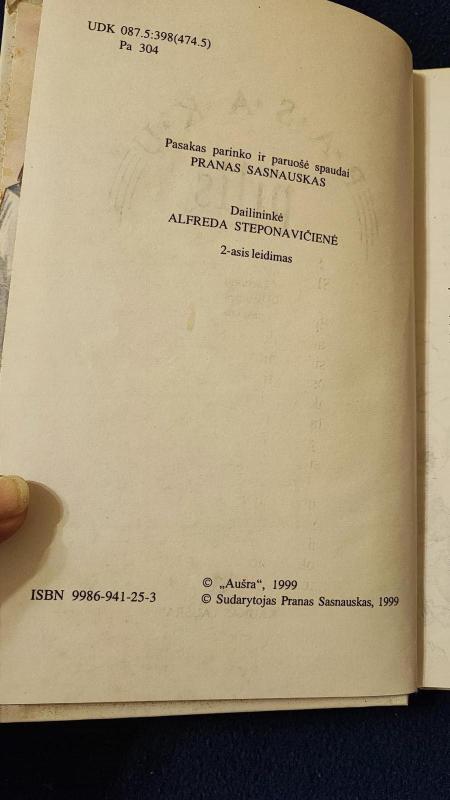 UDK 087.5:398(474.5)
Pa 304
Pasakas parinko ir paruošė spaudai
PRANAS SASNAUSKAS
Dailininkė
ALFREDA STEPONAVIČIENĖ
2-asis leidimas
© „Aušra“, 1999
ISBN 9986-941-25-3 © Sudarytojas Pranas Sasnauskas, 1999